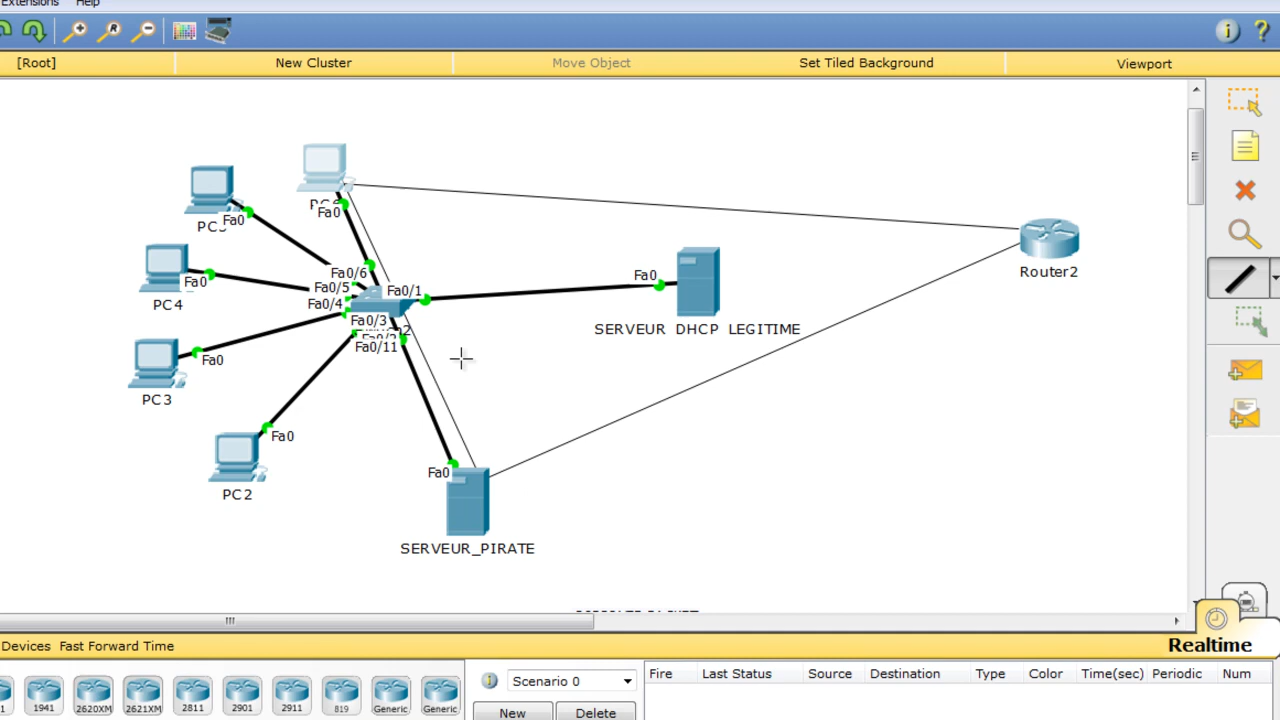 Extensions Help
[Root] New Cluster Move Object Set Tiled Background Viewport
Fa0
Fa0
Fa0
PC4
Fa0/6
Fa0/5
Fa0/4
Fa0/1
Fa0/3
Fa0/11
Fa0
SERVEUR DHCP LEGITIME
Router2
Fa0
PC3
Fa0
PC2
Fa0
SERVEUR_PIRATE
Realtime
Devices Fast Forward Time
Scenario 0
New Delete
Fire Last Status Source Destination Type Color Time(sec) Periodic Num
1 1941 2620XM 2621XM 2811 2901 2911 819 Generic Generic